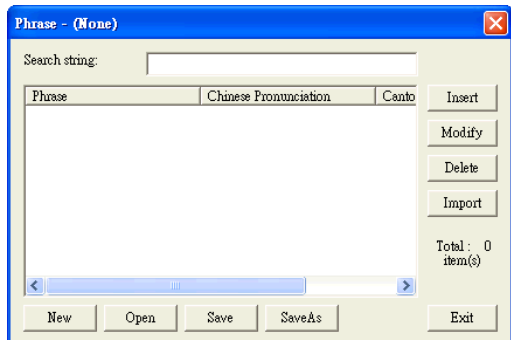 Phrase - (None)
Search string:
Phrase Chinese Pronunciation Canto
Insert
Modify
Delete
Import
Total : 0
item(s)
New Open Save SaveAs Exit